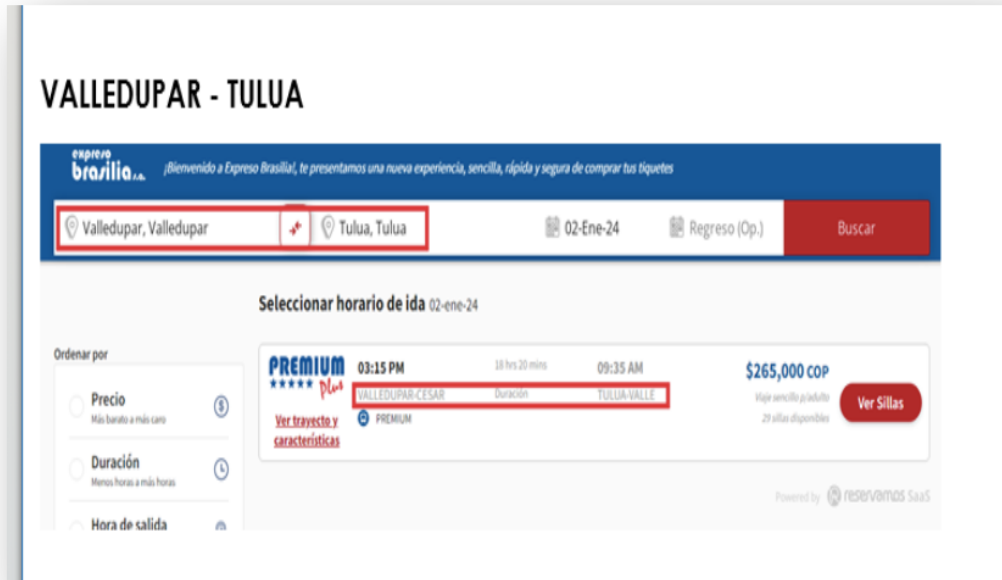 VALLEDUPAR - TULUA
expreso
brasilia s.a. ¡Bienvenido a Expreso Brasilia!, te presentamos una nueva experiencia, sencilla, rápida y segura de comprar tus tiquetes
Valledupar, Valledupar Tulua, Tulua 02-Ene-24 Regreso (Op.) Buscar
Seleccionar horario de ida 02-ene-24
Ordenar por
Precio
Más barato a más caro
Duración
Menos horas a más horas
Hora de salida
PREMIUM Plus
03:15 PM 18 hrs 20 mins 09:35 AM
VALLEDUPAR-CESAR Duración TULUA-VALLE
PREMIUM
Ver trayecto y
características
$265,000 COP
Viaje sencillo p/adulto
29 sillas disponibles
Ver Sillas
Powered by reservamos SaaS